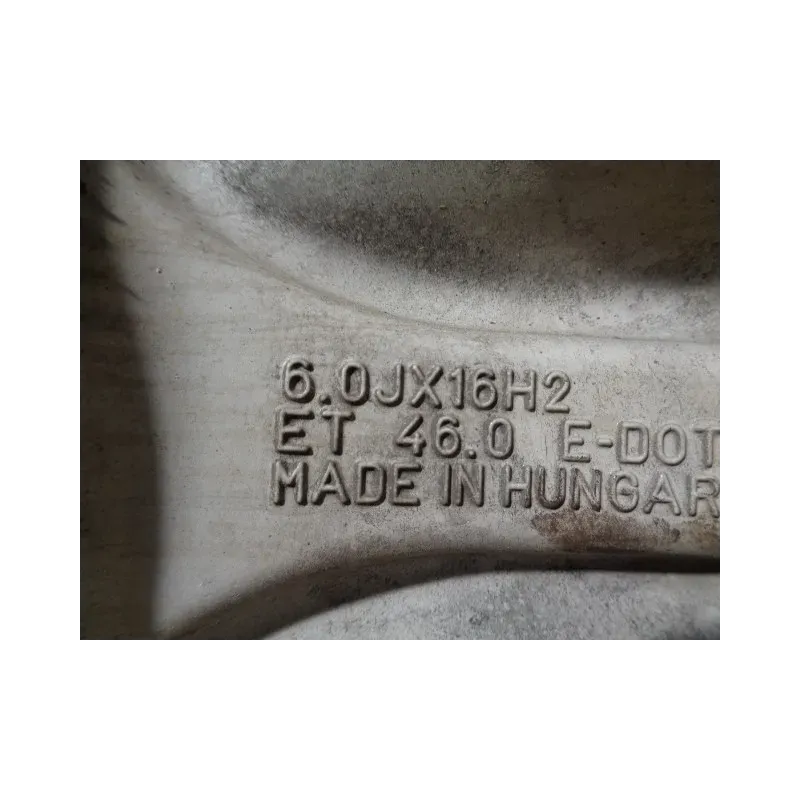 6.0JX16H2
ET 46.0 E-DOT
MADE IN HUNGAR